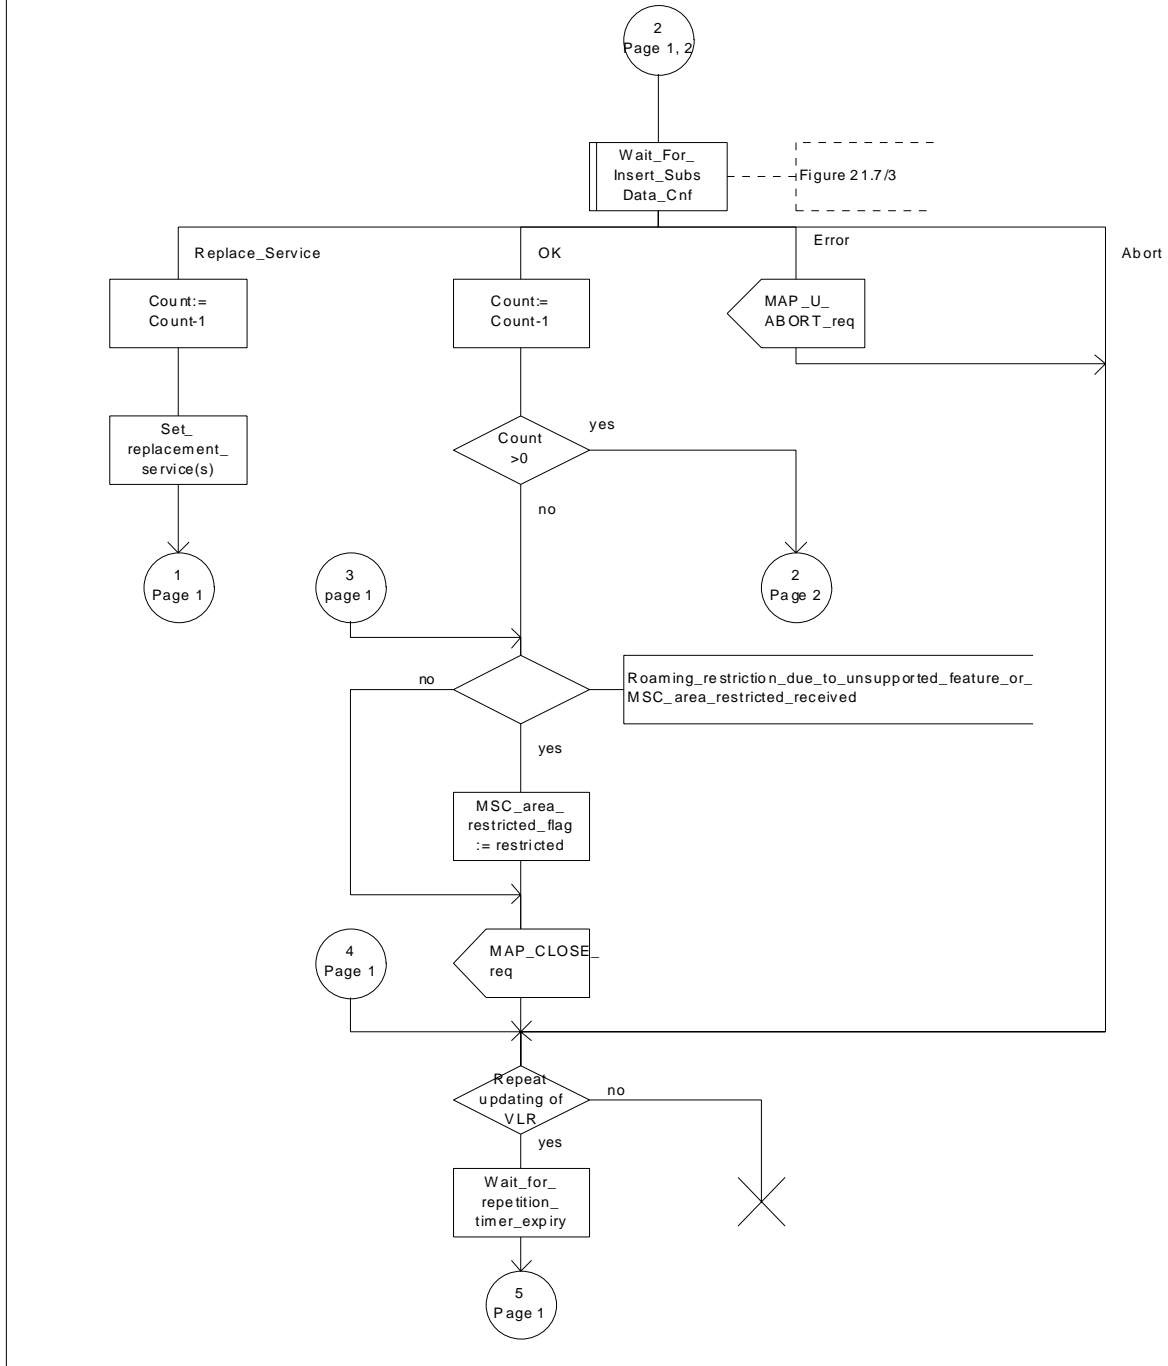 2
Page 1, 2
Wait_For_
Insert_Subs
Data_Cnf
Figure 21.7/3
Replace_Service
OK
Error
Abort
Count:=
Count-1
Count:=
Count-1
MAP_U_
ABORT_req
Set_
replacement_
service(s)
Count
>0
yes
no
1
Page 1
3
page 1
2
Page 2
no
Roaming_restriction_due_to_unsupported_feature_or_
MSC_area_restricted_received
yes
MSC_area_
restricted_flag
:= restricted
4
Page 1
MAP_CLOSE_
req
Repeat
updating of
VLR
no
yes
Wait_for_
repetition_
timer_expiry
5
Page 1